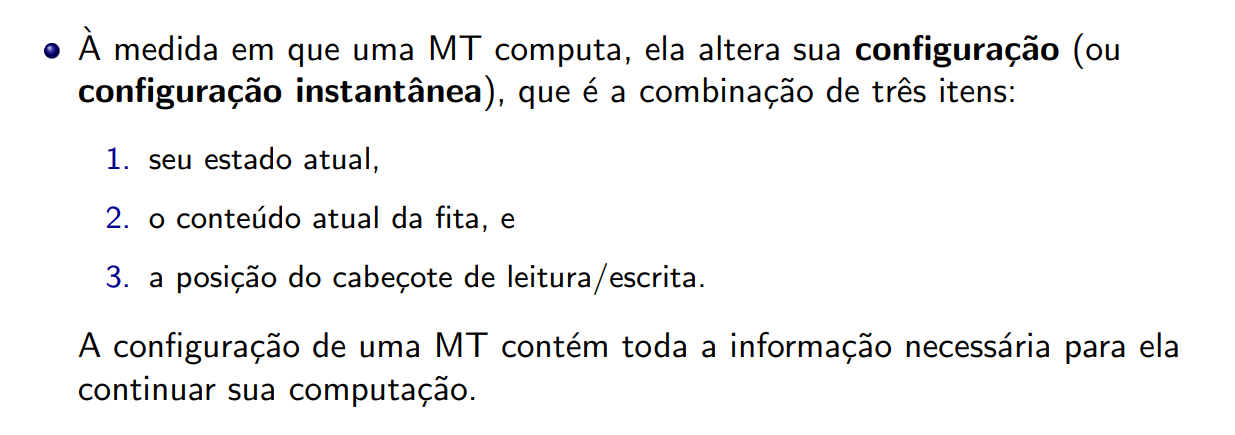 À medida em que uma MT computa, ela altera sua configuração (ou
configuração instantânea), que é a combinação de três itens:
1. seu estado atual,
2. o conteúdo atual da fita, e
3. a posição do cabeçote de leitura/escrita.
A configuração de uma MT contém toda a informação necessária para ela
continuar sua computação.